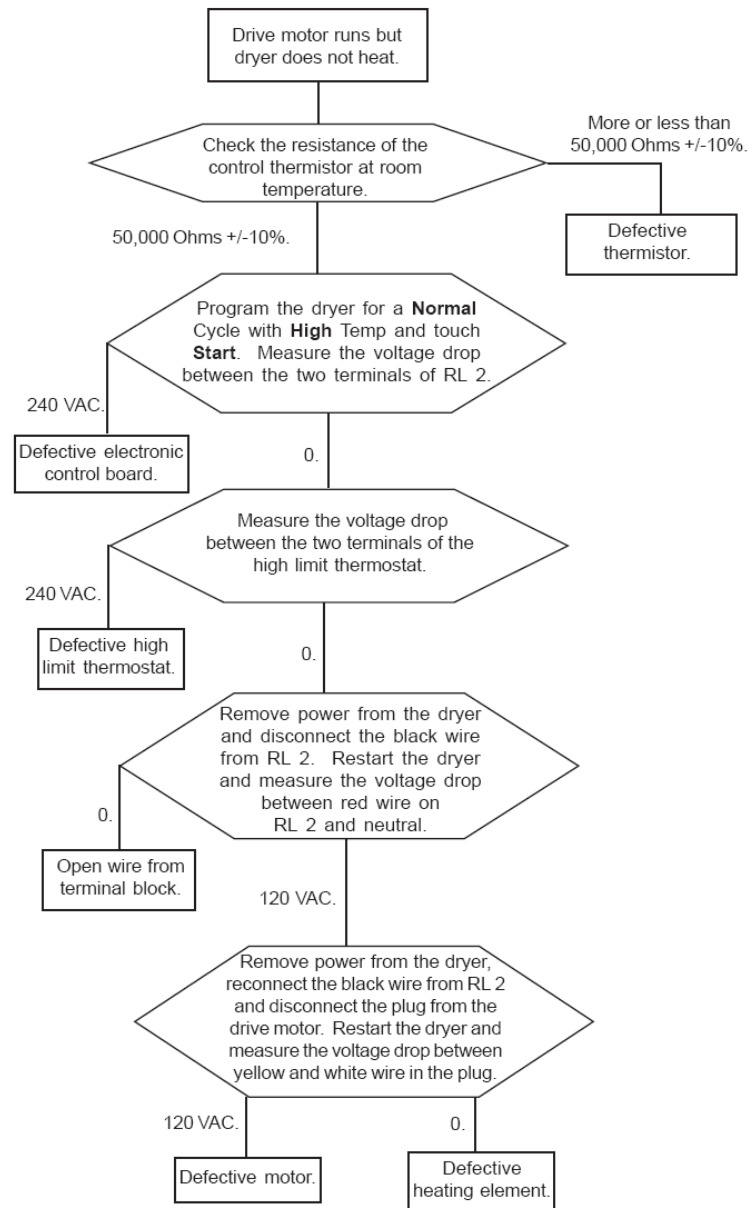 Drive motor runs but
dryer does not heat.
Check the resistance of the
control thermistor at room
temperature.
More or less than
50,000 Ohms +/-10%.
Defective
thermistor.
50,000 Ohms +/-10%.
Program the dryer for a Normal
Cycle with High Temp and touch
Start. Measure the voltage drop
between the two terminals of RL 2.
240 VAC.
Defective electronic
control board.
0.
Measure the voltage drop
between the two terminals of the
high limit thermostat.
240 VAC.
Defective high
limit thermostat.
0.
Remove power from the dryer
and disconnect the black wire
from RL 2. Restart the dryer
and measure the voltage drop
between red wire on
RL 2 and neutral.
0.
Open wire from
terminal block.
120 VAC.
Remove power from the dryer,
reconnect the black wire from RL 2
and disconnect the plug from the
drive motor. Restart the dryer and
measure the voltage drop between
yellow and white wire in the plug.
120 VAC.
Defective motor.
0.
Defective
heating element.